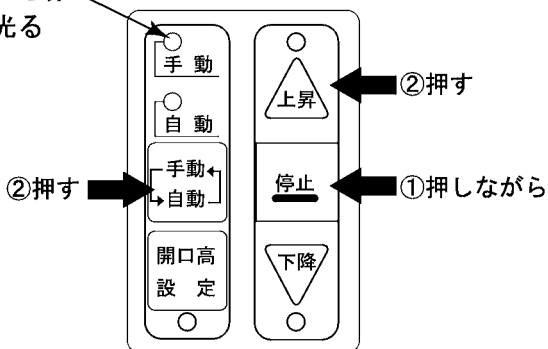 光る
手 動
自 動
手動
自動
開口高
設 定
上昇
停止
下降
②押す
②押す
①押しながら